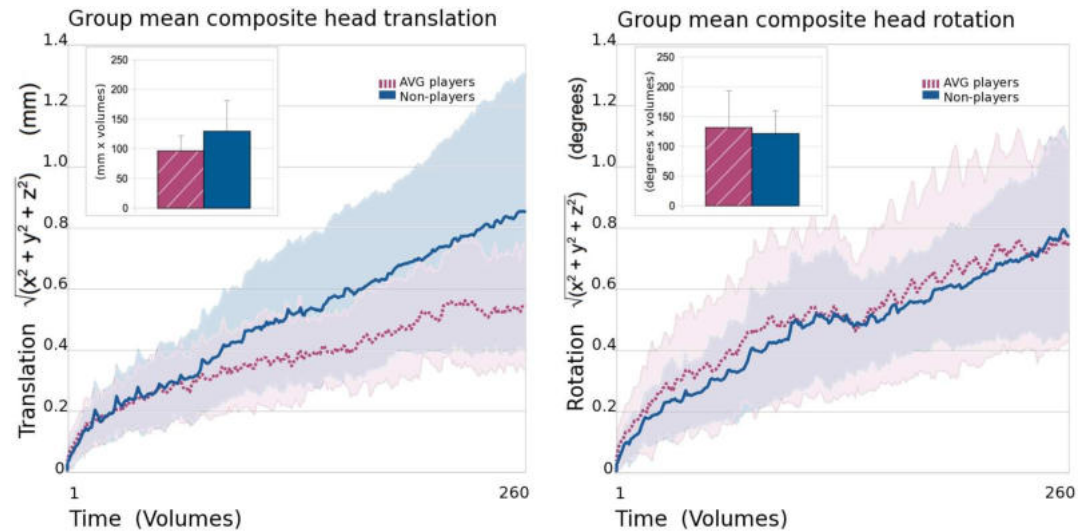 Group mean composite head translation
1.4
1.2
1.0
0.8
0.6
0.4
0.2
0
Translation √(x² + y² + z²) (mm)
250
200
150
100
50
0
(mm x volumes)
AVG players
Non-players
1
260
Time (Volumes)
Group mean composite head rotation
1.4
1.2
1.0
0.8
0.6
0.4
0.2
0
Rotation √(x² + y² + z²) (degrees)
250
200
150
100
50
0
(degrees x volumes)
AVG players
Non-players
1
260
Time (Volumes)